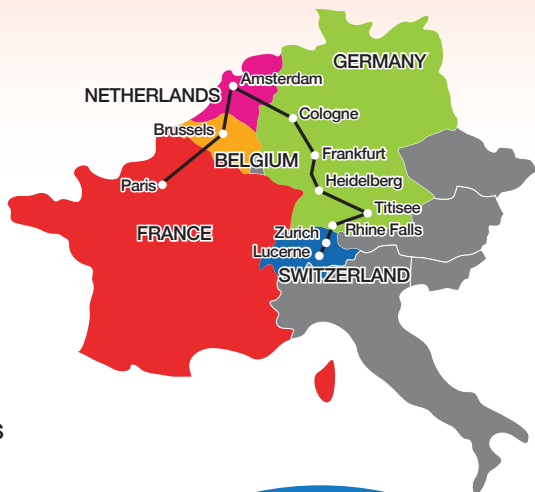 GERMANY
Amsterdam
NETHERLANDS
Cologne
Brussels
BELGIUM
Frankfurt
Heidelberg
Paris
Titisee
FRANCE
Zurich
Rhine Falls
Lucerne
SWITZERLAND
s